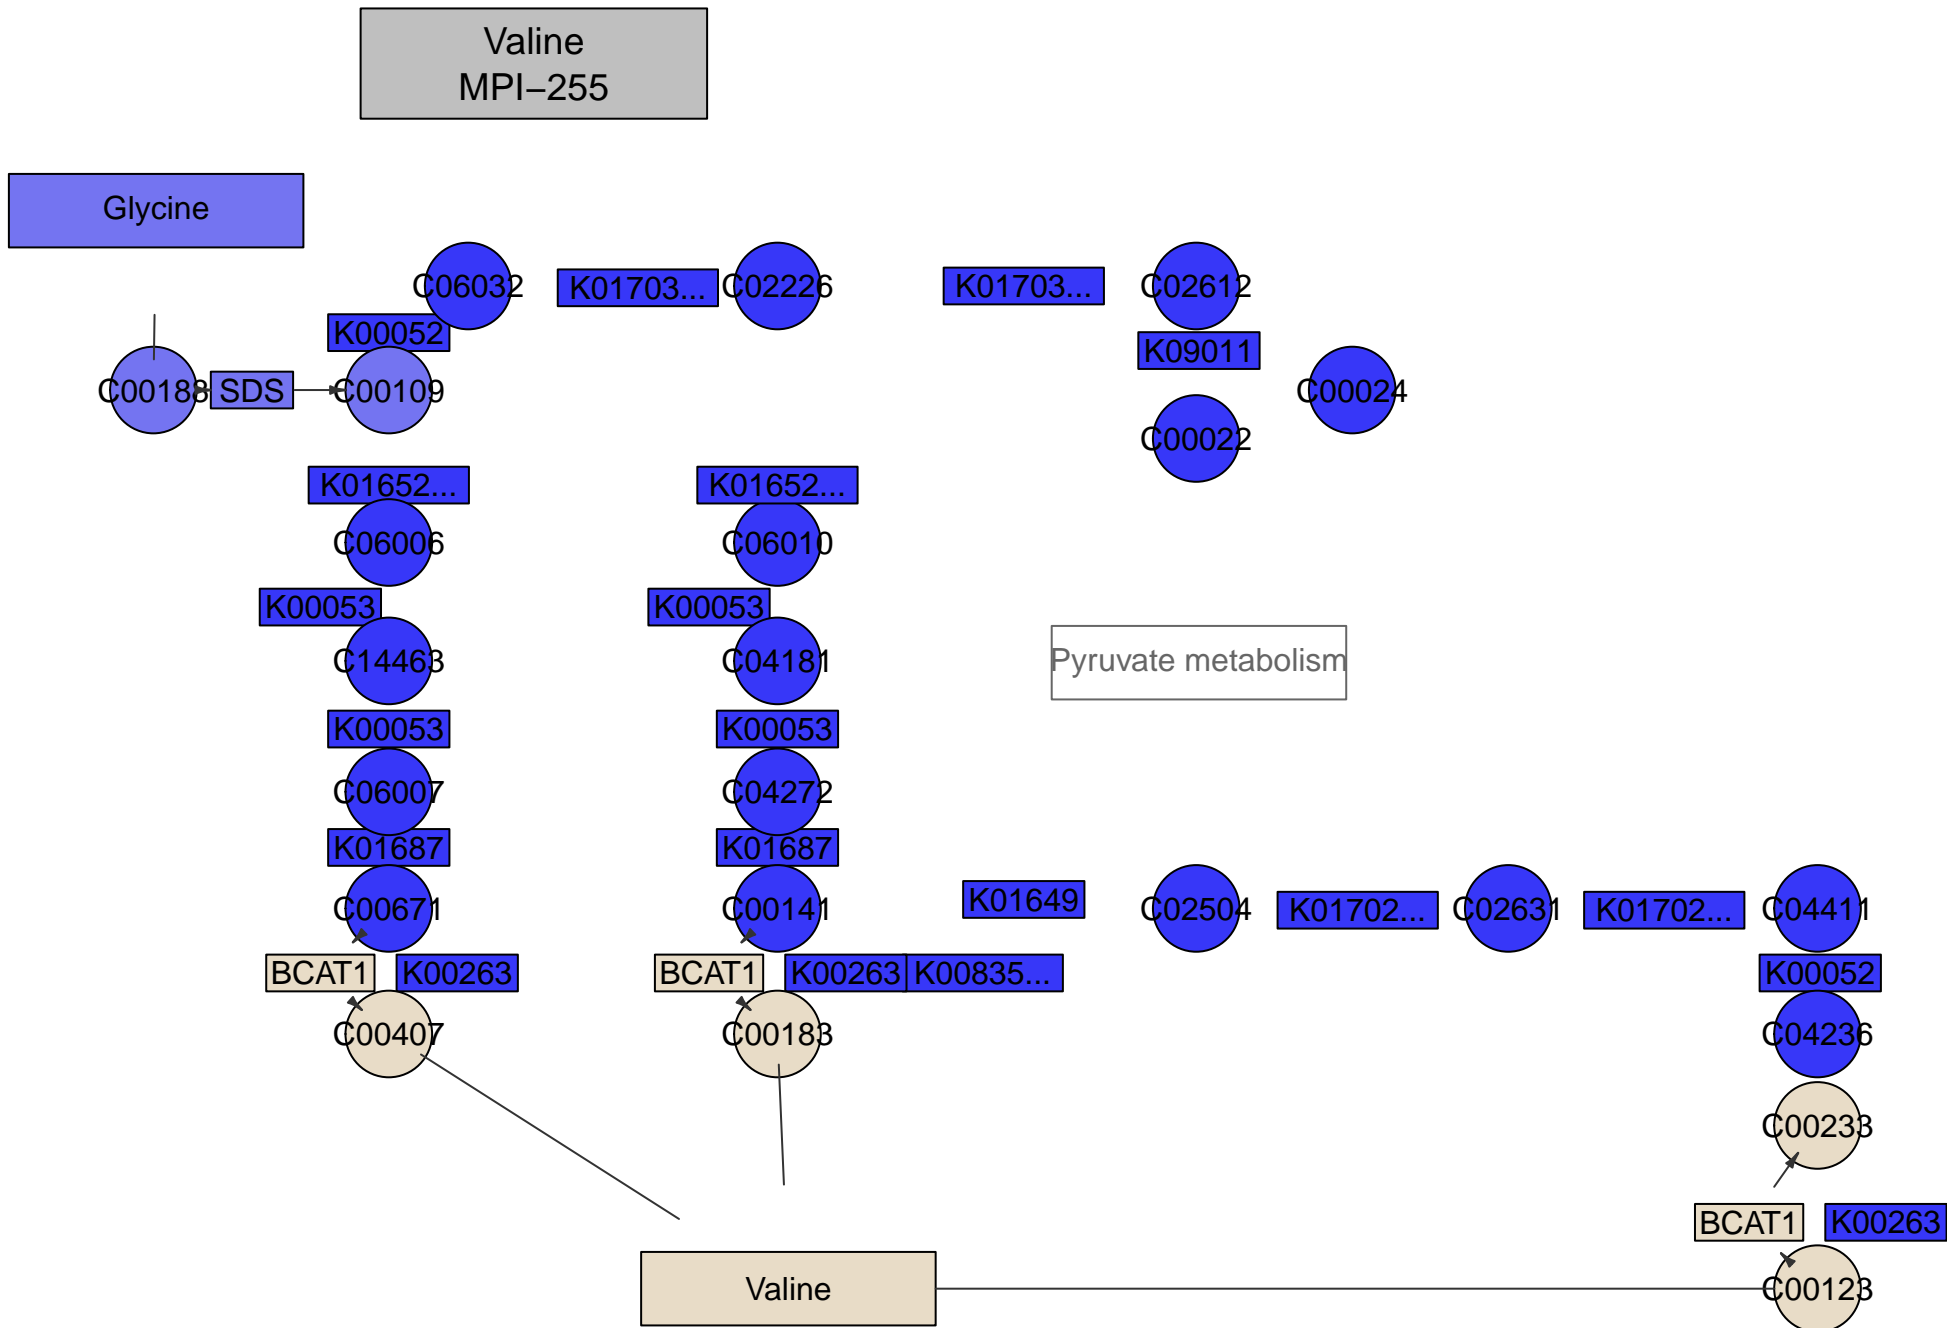 Valine
MPI−255
Glycine
C06032
K01703...
C02226
K01703...
C02612
K00052
K09011
C00188
SDS
C00109
C00024
C00022
K01652...
K01652...
C06006
C06010
K00053
K00053
C14463
C04181
Pyruvate metabolism
K00053
K00053
C06007
C04272
K01687
K01687
C00671
C00141
K01649
C02504
K01702...
C02631
K01702...
C04411
BCAT1
K00263
BCAT1
K00263
K00835...
K00052
C00407
C00183
C04236
C00233
BCAT1
K00263
Valine
C00123